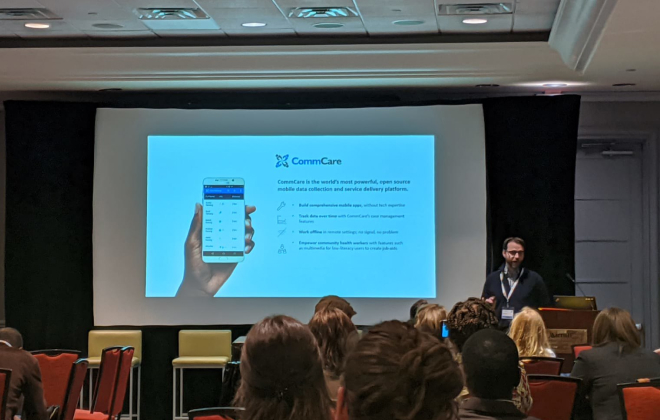 CommCare
CommCare is the world's most powerful, open source
mobile data collection and service delivery platform.
Build comprehensive mobile apps, without tech expertise.
Track data over time with CommCare's case management
features
Work offline in remote settings: no signal, no problem
Empower community health workers with features such
as multimedia for low-literacy users to create job aids